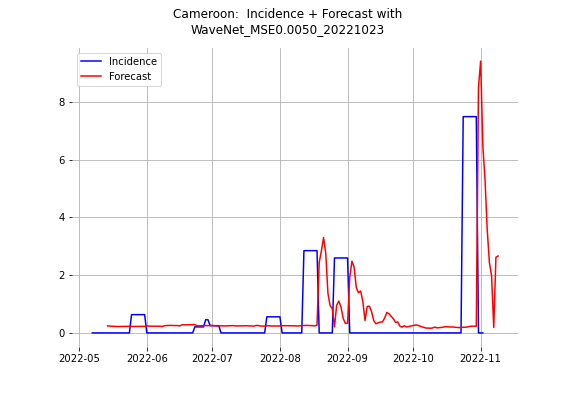 Cameroon:  Incidence + Forecast with
WaveNet_MSE0.0050_20221023
Incidence
Forecast
8
6
4
2
0
2022-05 2022-06 2022-07 2022-08 2022-09 2022-10 2022-11